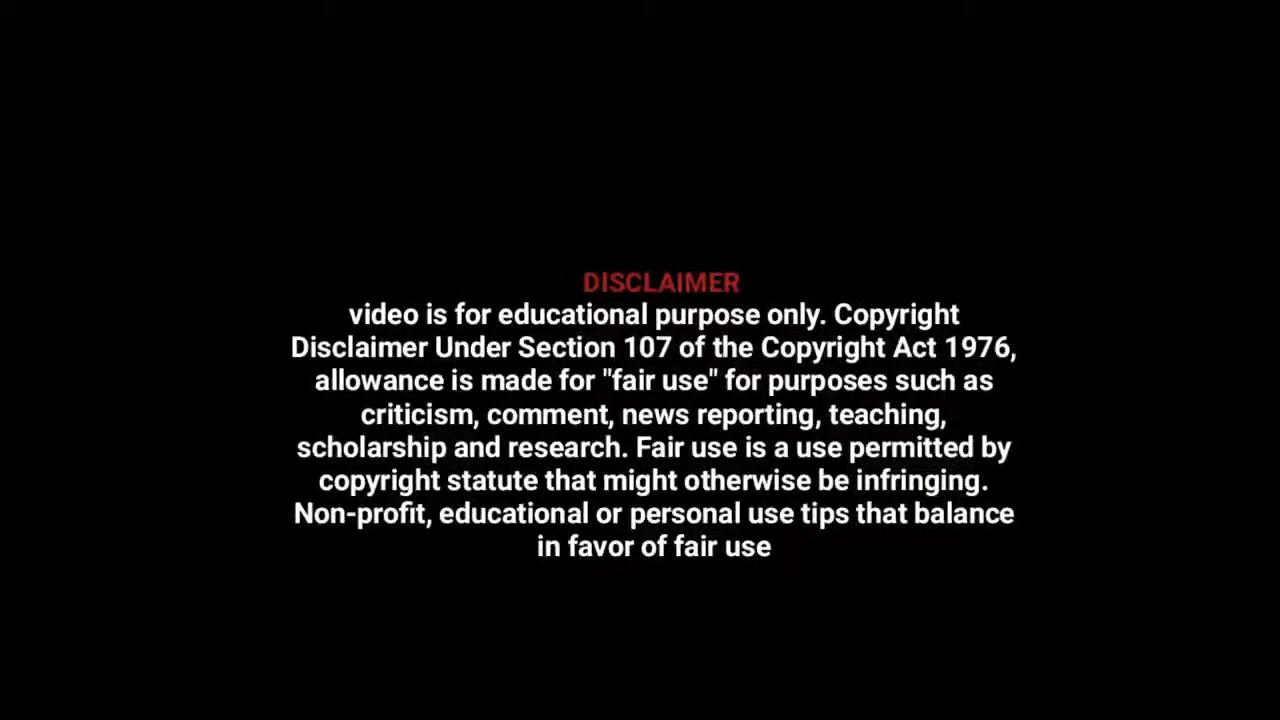 DISCLAIMER
video is for educational purpose only. Copyright
Disclaimer Under Section 107 of the Copyright Act 1976,
allowance is made for "fair use" for purposes such as
criticism, comment, news reporting, teaching,
scholarship and research. Fair use is a use permitted by
copyright statute that might otherwise be infringing.
Non-profit, educational or personal use tips that balance
in favor of fair use